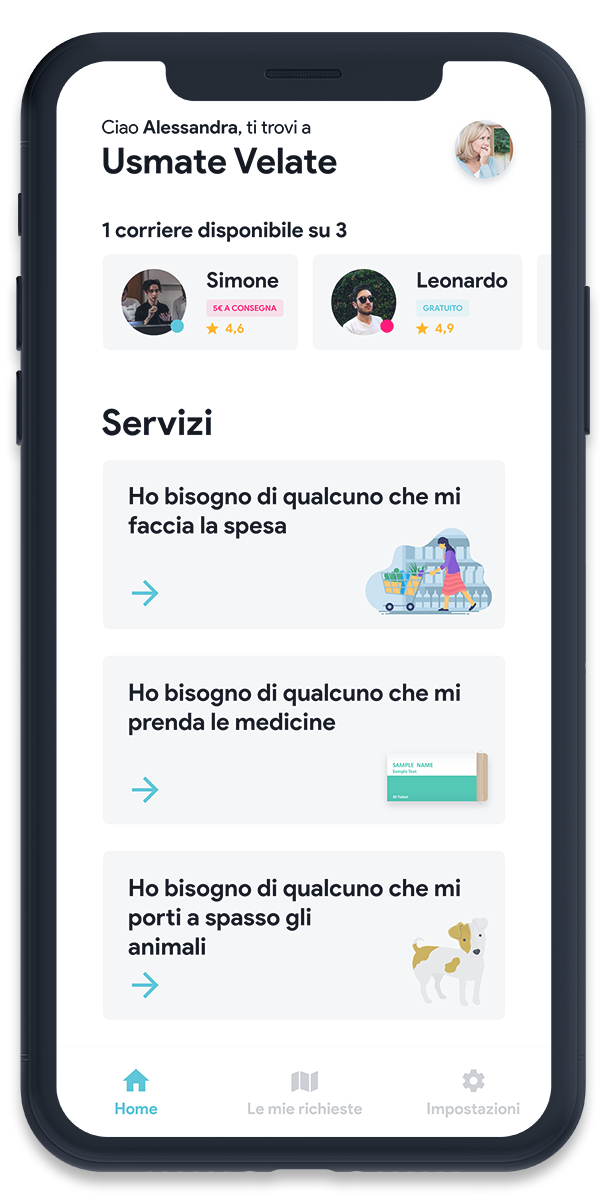 Ciao Alessandra, ti trovi a
Usmate Velate
1 corriere disponibile su 3
Simone
5€ A CONSEGNA
4,6
Leonardo
GRATUITO
4,9
Servizi
Ho bisogno di qualcuno che mi
faccia la spesa
Ho bisogno di qualcuno che mi
prenda le medicine
SAMPLE NAME
Sample Text
Ho bisogno di qualcuno che mi
porti a spasso gli
animali
Home
Le mie richieste
Impostazioni